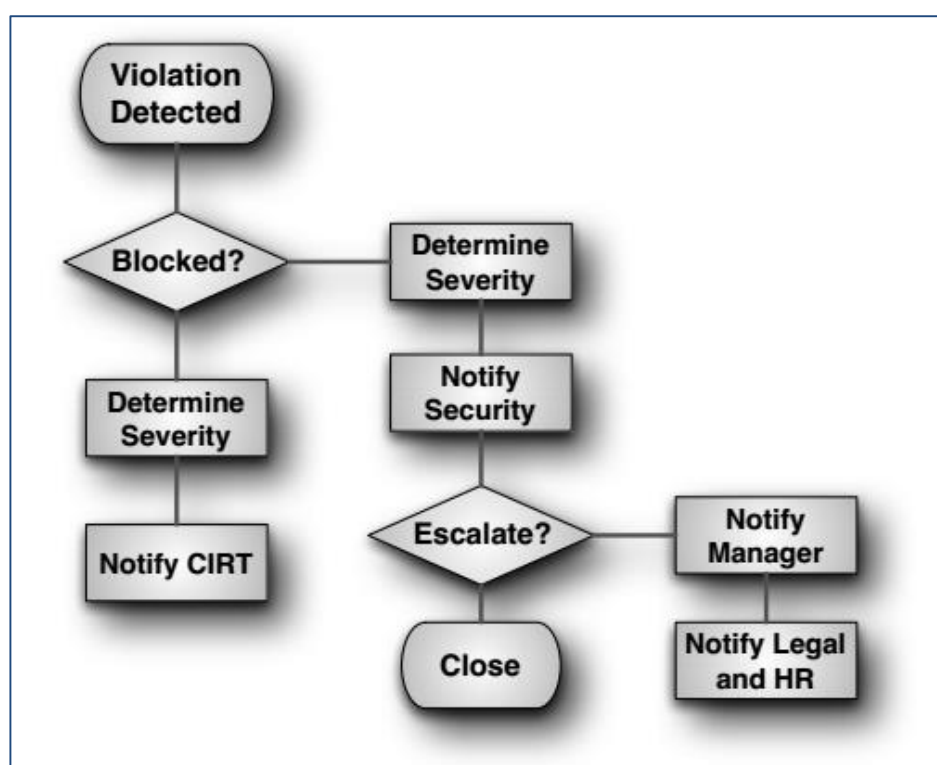 Violation
Detected
Blocked?
Determine
Severity
Determine
Severity
Notify
Security
Notify CIRT
Escalate?
Notify
Manager
Close
Notify Legal
and HR